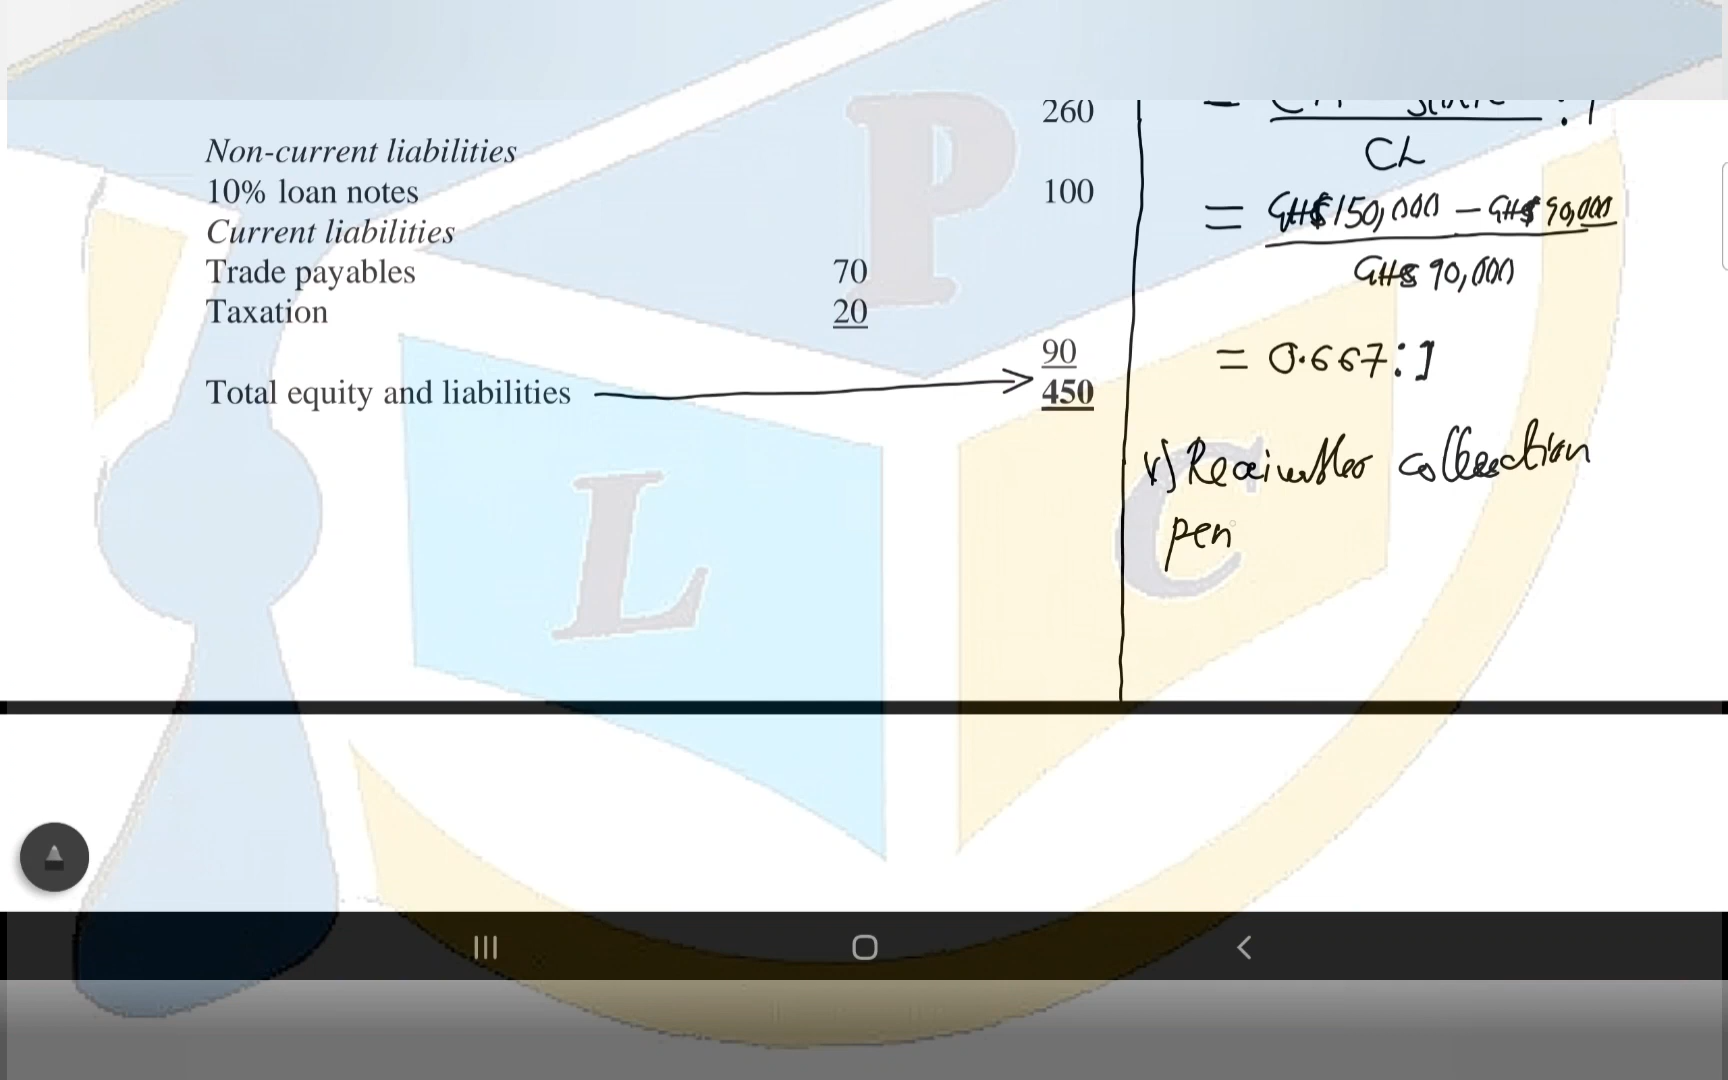 260
Non-current liabilities
10% loan notes 100
Current liabilities
Trade payables 70
Taxation 20
90
Total equity and liabilities 450
CL
= GH$150,000 - GH$90,000
GH$ 90,000
= 0.667:1
v) Receivables collection
peri
P
L
C